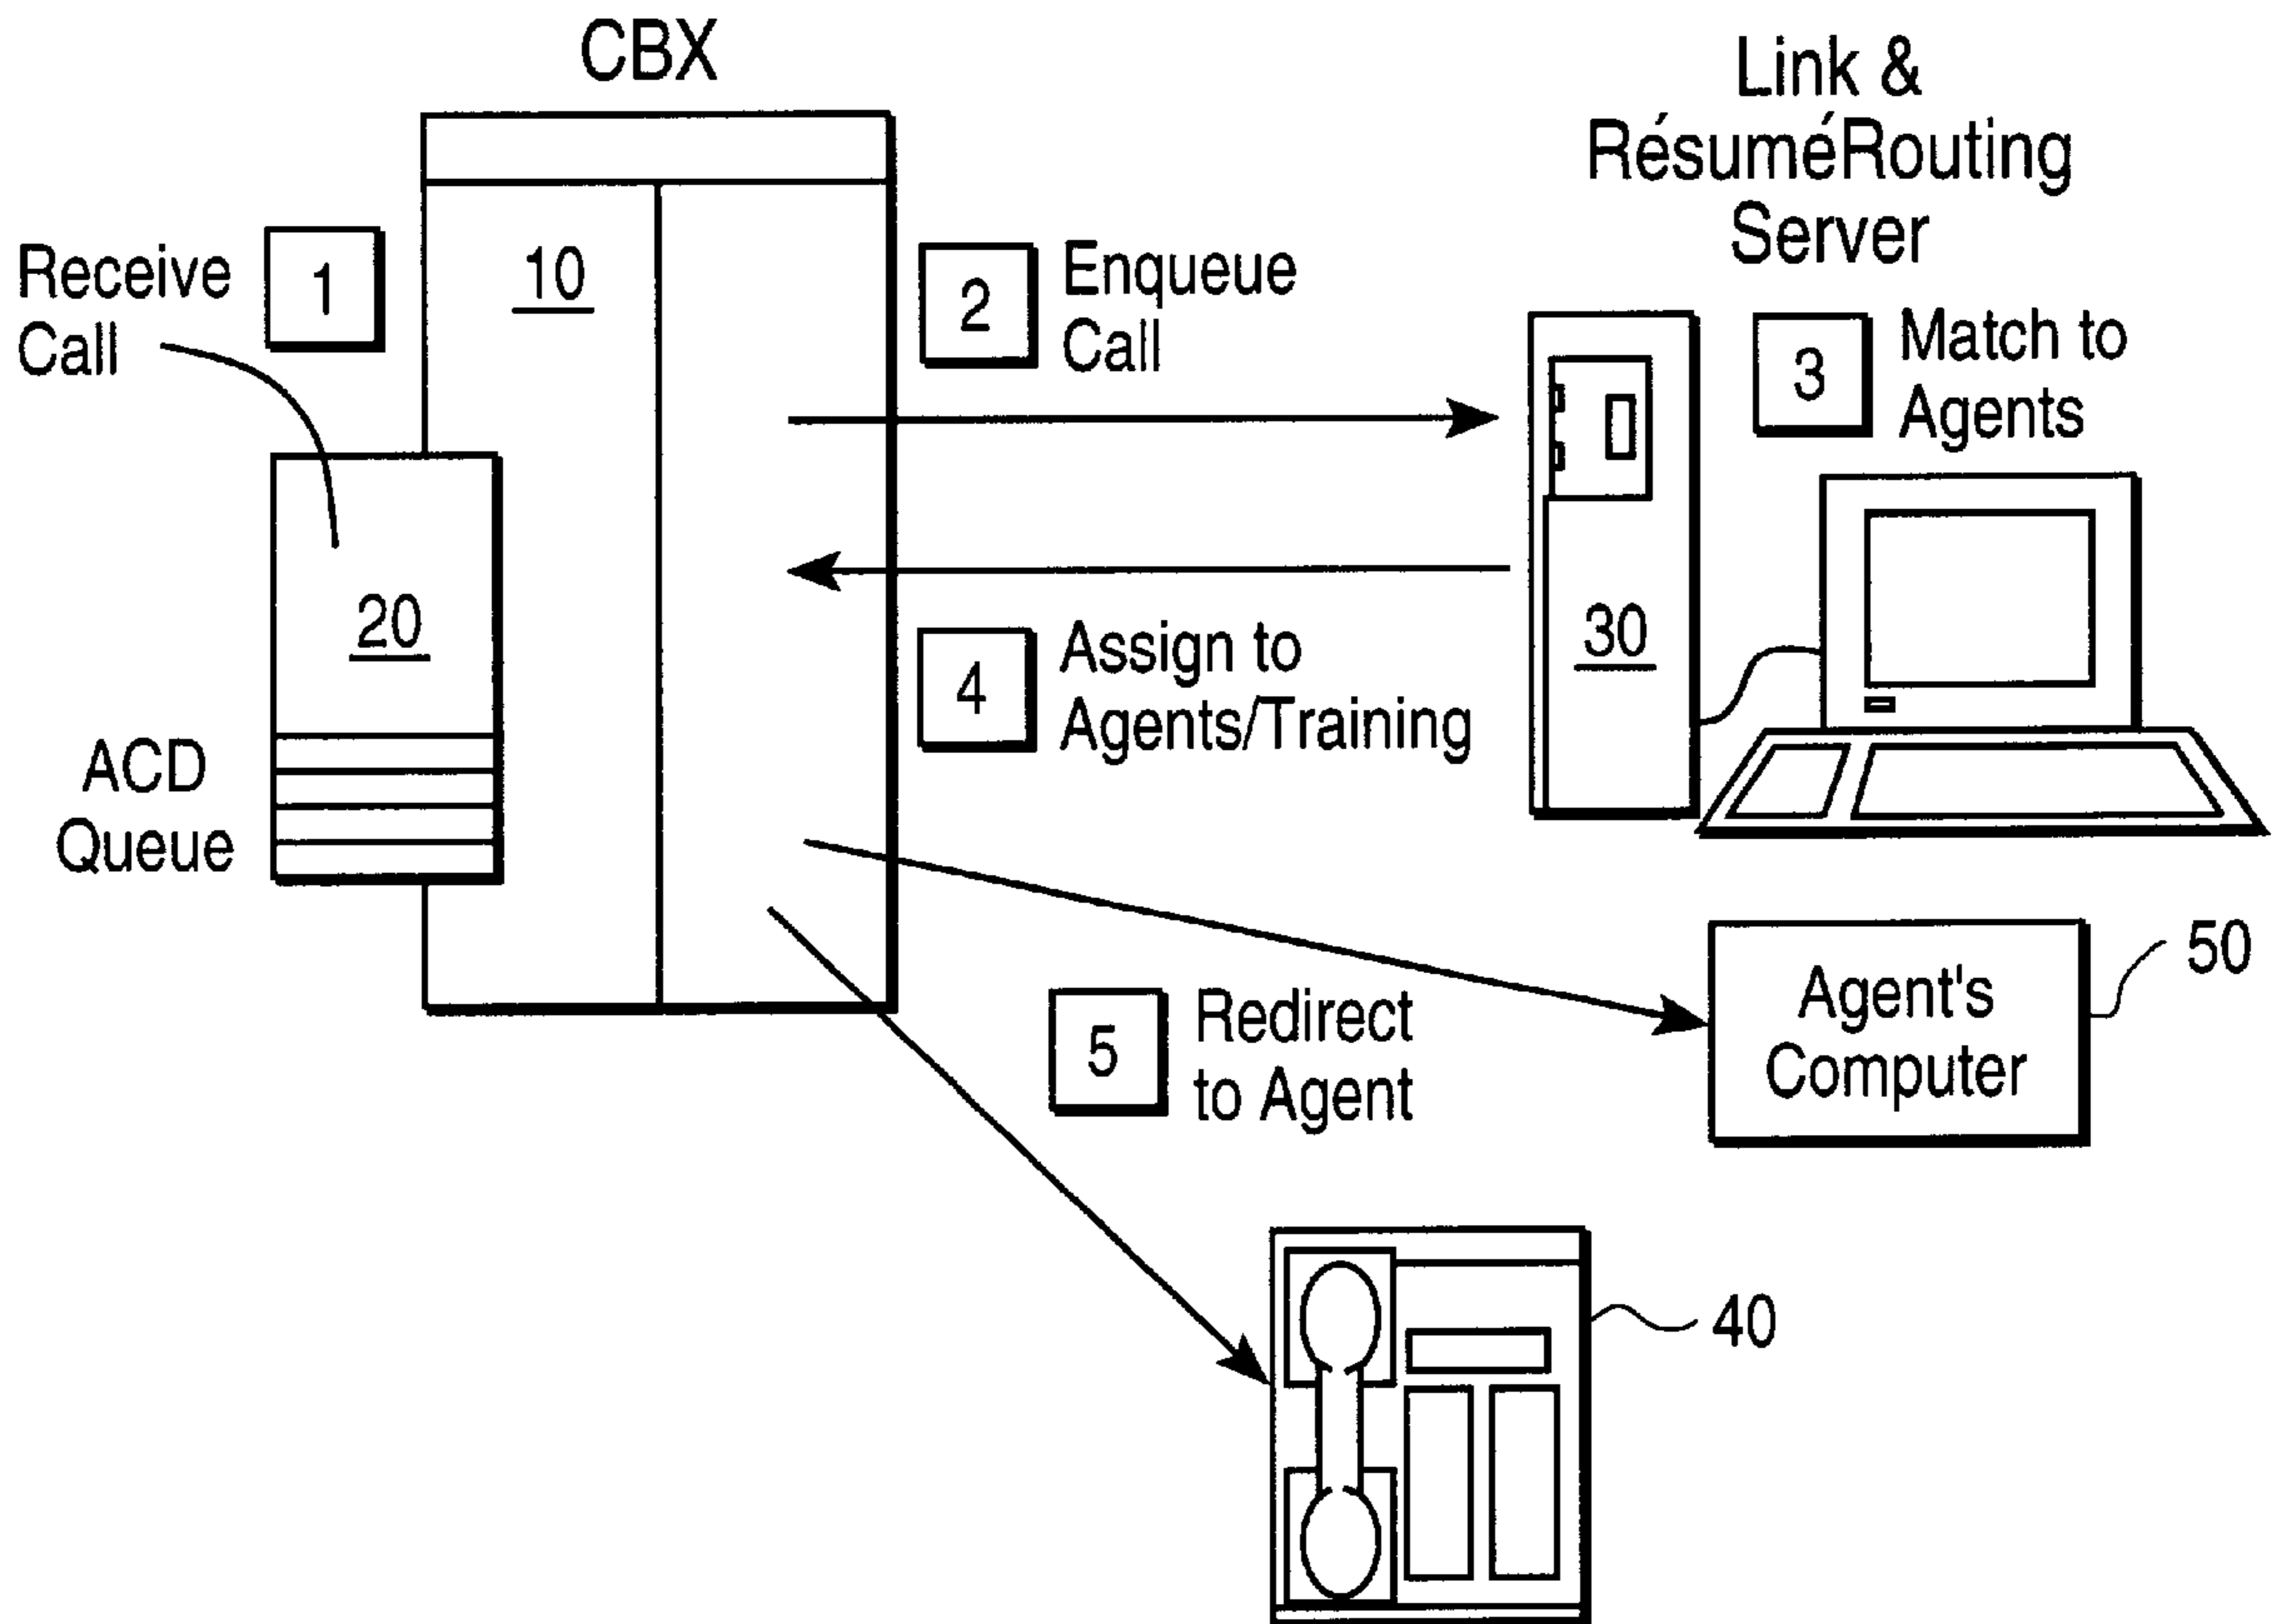 CBX
Link &
RésuméRouting
Server
Receive
Call
1
10
2
Enqueue
Call
3
Match to
Agents
20
30
4
Assign to
Agents/Training
ACD
Queue
5
Redirect
to Agent
Agent's
Computer
50
40